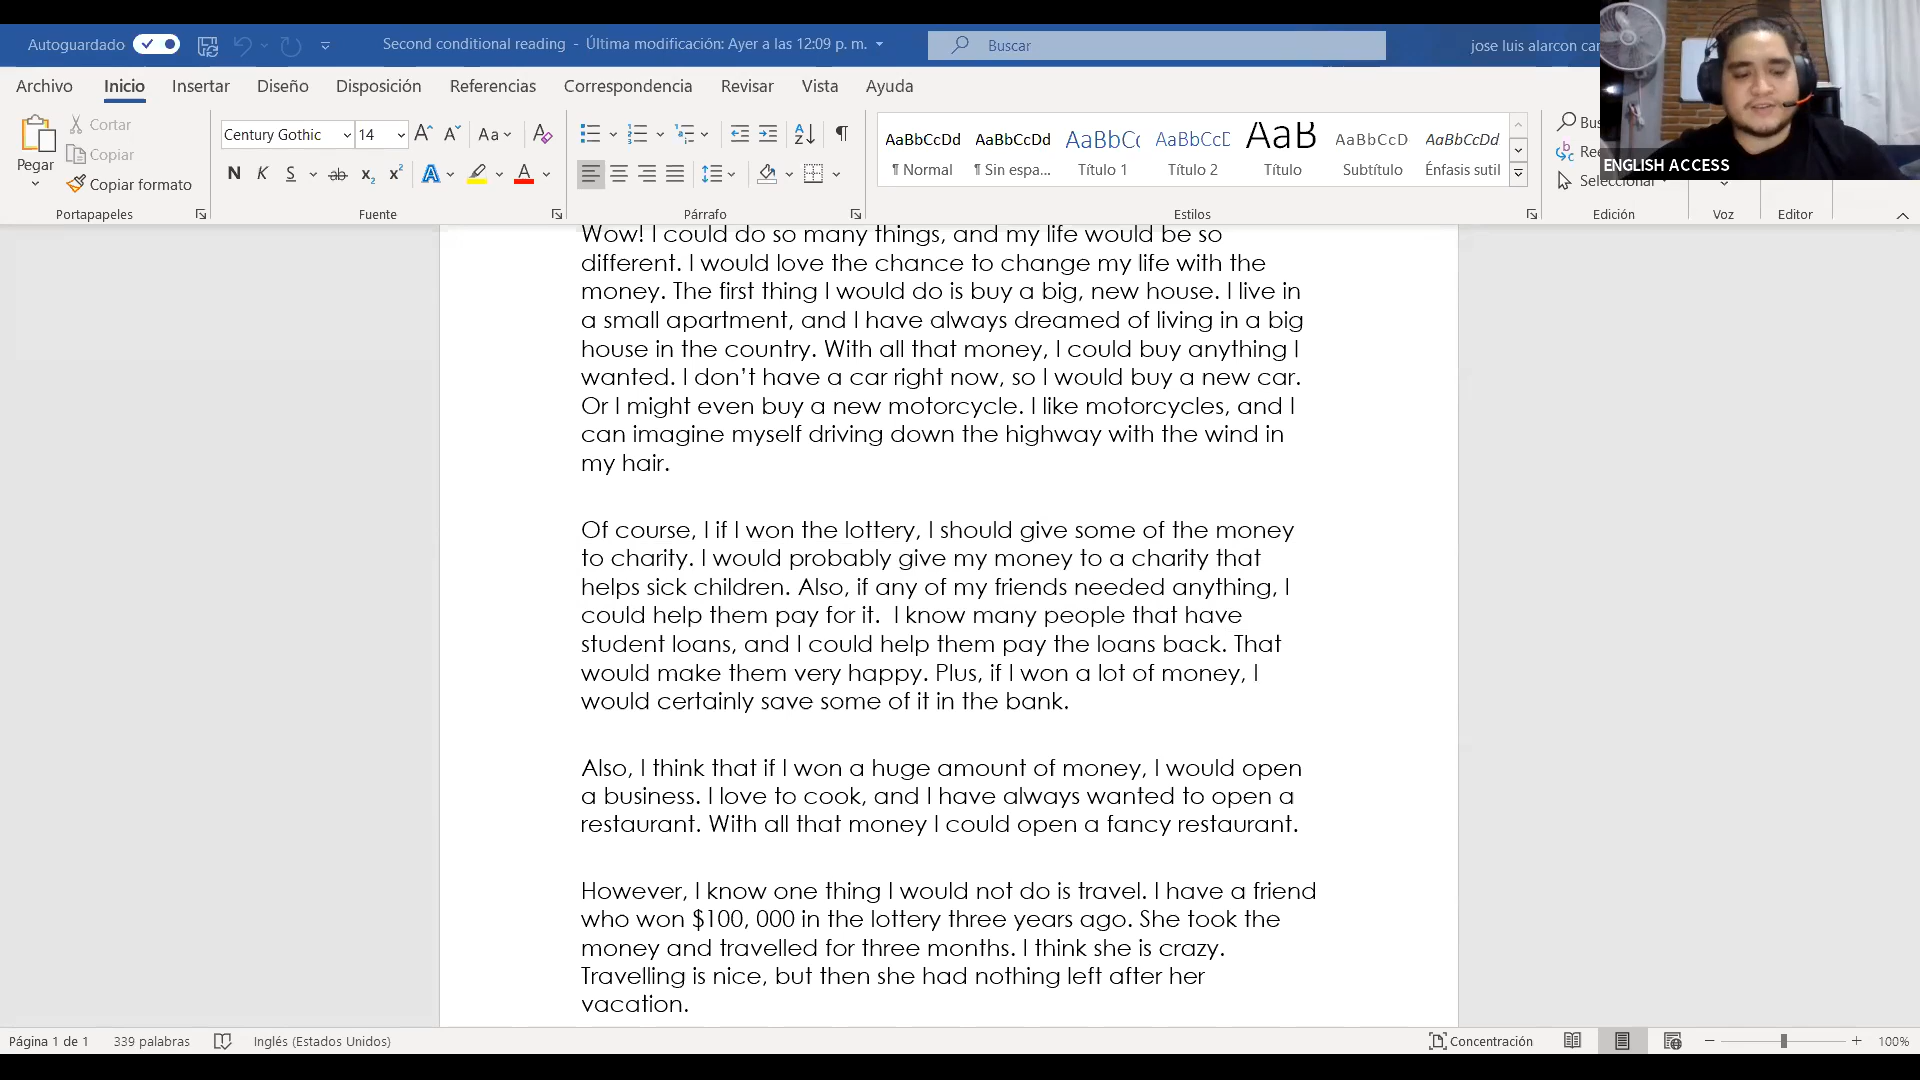 Autoguardado
Second conditional reading - Última modificación: Ayer a las 12:09 p. m.
Buscar
jose luis alarcon
Archivo Inicio Insertar Diseño Disposición Referencias Correspondencia Revisar Vista Ayuda
Pegar
Cortar
Copiar
Copiar formato
Portapapeles
Century Gothic 14
Aa
N K S ab x₂ x² A A
Fuente
Párrafo
AaBbCcDd AaBbCcDd AaBbCc AaBbCcD AaB AaBbCcD AaBbCcDd
¶ Normal ¶ Sin espa... Título 1 Título 2 Título Subtítulo Énfasis sutil
Estilos
Seleccionar
Edición
Voz
Editor
ENGLISH ACCESS
Wow! I could do so many things, and my life would be so
different. I would love the chance to change my life with the
money. The first thing I would do is buy a big, new house. I live in
a small apartment, and I have always dreamed of living in a big
house in the country. With all that money, I could buy anything I
wanted. I don’t have a car right now, so I would buy a new car.
Or I might even buy a new motorcycle. I like motorcycles, and I
can imagine myself driving down the highway with the wind in
my hair.
Of course, I if I won the lottery, I should give some of the money
to charity. I would probably give my money to a charity that
helps sick children. Also, if any of my friends needed anything, I
could help them pay for it.  I know many people that have
student loans, and I could help them pay the loans back. That
would make them very happy. Plus, if I won a lot of money, I
would certainly save some of it in the bank.
Also, I think that if I won a huge amount of money, I would open
a business. I love to cook, and I have always wanted to open a
restaurant. With all that money I could open a fancy restaurant.
However, I know one thing I would not do is travel. I have a friend
who won $100, 000 in the lottery three years ago. She took the
money and travelled for three months. I think she is crazy.
Travelling is nice, but then she had nothing left after her
vacation.
Página 1 de 1 339 palabras Inglés (Estados Unidos) Concentración 100%